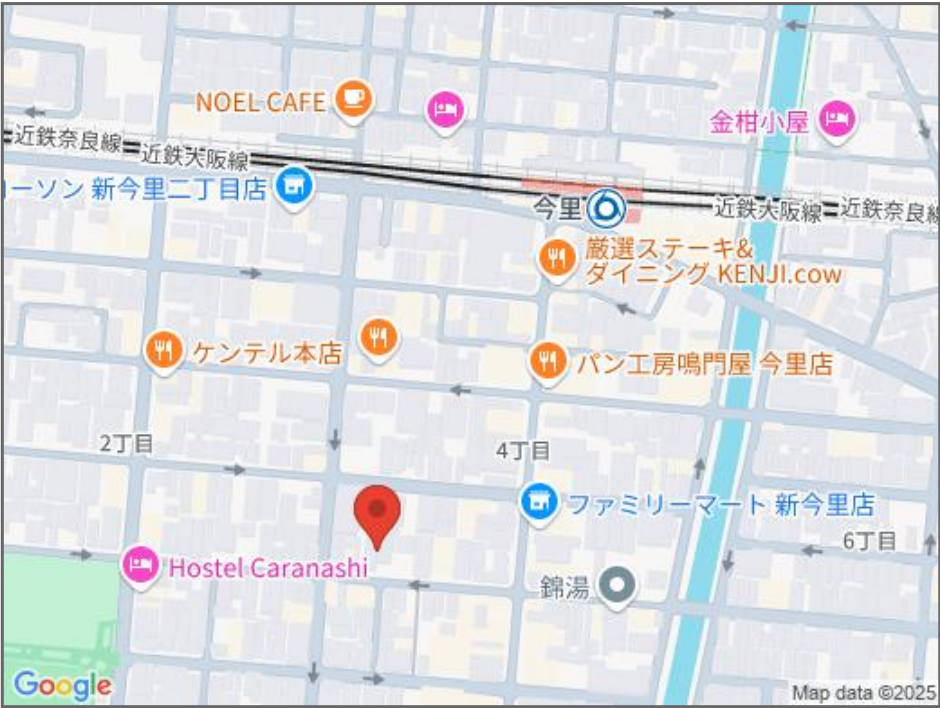 NOEL CAFE
金柑小屋
近鉄奈良線
近鉄大阪線
ーソン 新今里二丁目店
今里
近鉄大阪線
近鉄奈良線
厳選ステーキ&
ダイニング KENJI.cow
ケンテル本店
パン工房鳴門屋 今里店
2丁目
4丁目
ファミリーマート 新今里店
6丁目
Hostel Caranashi
錦湯
Google
Map data ©2025